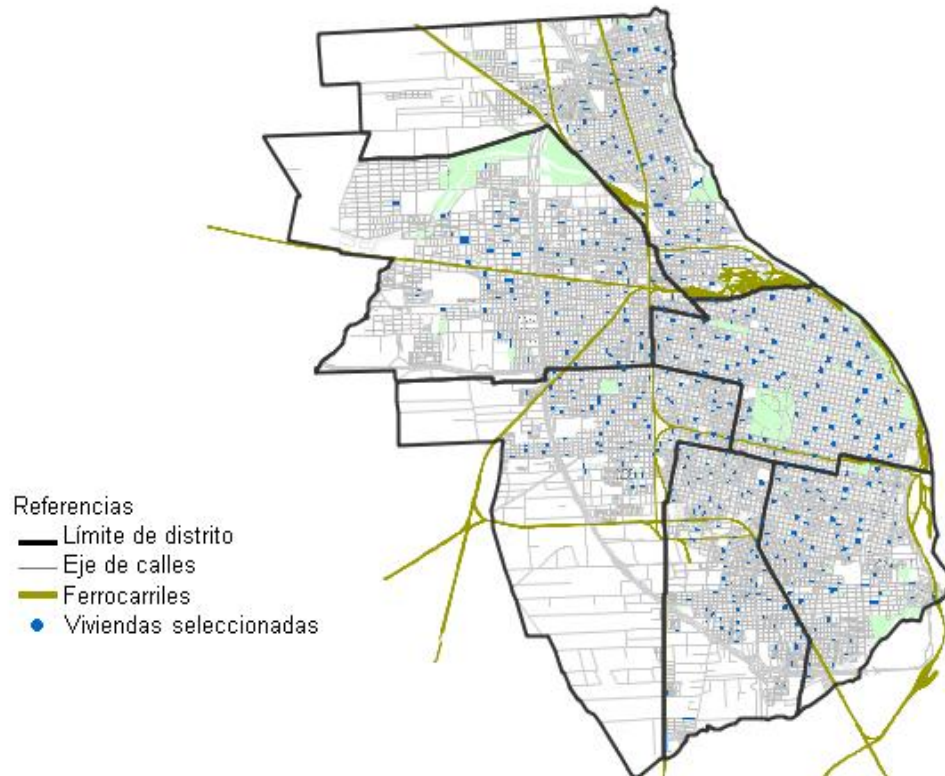 Referencias
Límite de distrito
Eje de calles
Ferrocarriles
Viviendas seleccionadas